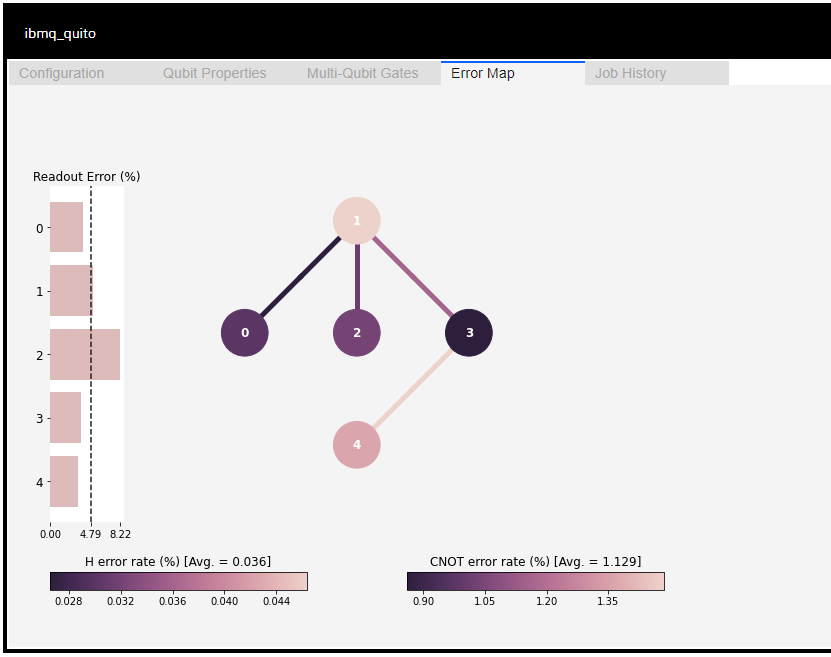 ibmq_quito
Configuration Qubit Properties Multi-Qubit Gates Error Map Job History
Readout Error (%)
0
1
2
3
4
0.00 4.79 8.22
1
0 2 3
4
H error rate (%) [Avg. = 0.036]
0.028 0.032 0.036 0.040 0.044
CNOT error rate (%) [Avg. = 1.129]
0.90 1.05 1.20 1.35